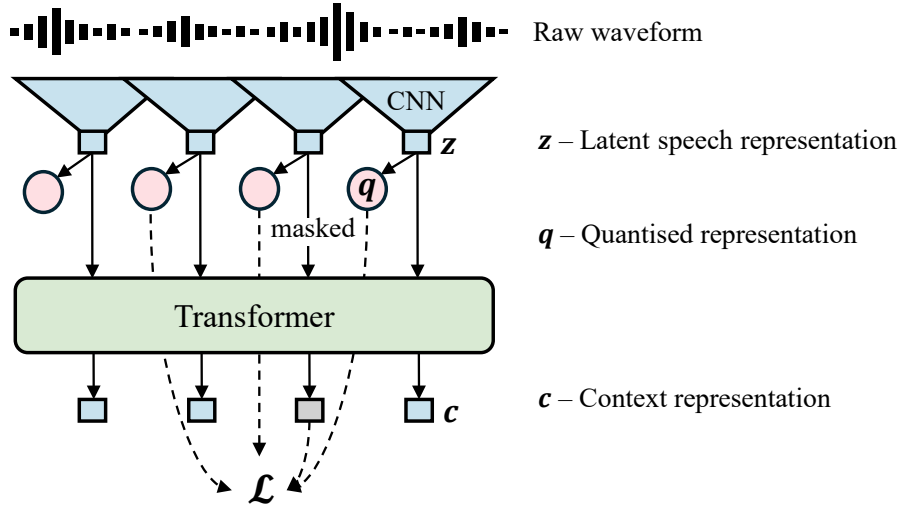 Raw waveform
CNN
z
z – Latent speech representation
q
masked
q – Quantised representation
Transformer
c
c – Context representation
ℒ